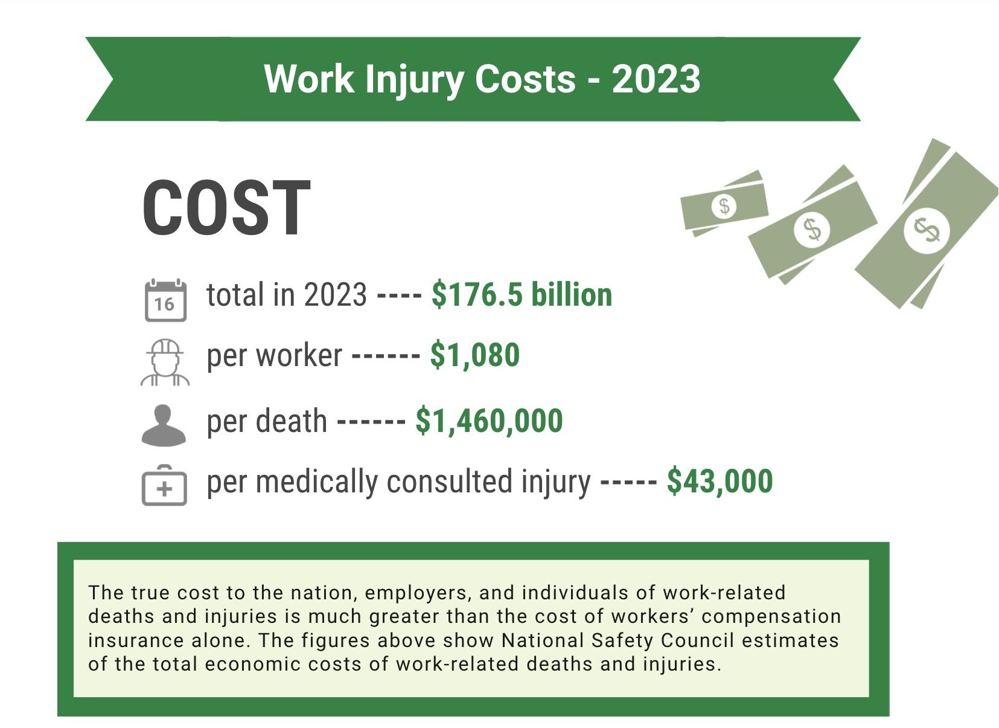 Work Injury Costs - 2023
COST
$
$
$
16
total in 2023 ---- $176.5 billion
per worker ------ $1,080
per death ------ $1,460,000
per medically consulted injury ----- $43,000
The true cost to the nation, employers, and individuals of work-related
deaths and injuries is much greater than the cost of workers’ compensation
insurance alone. The figures above show National Safety Council estimates
of the total economic costs of work-related deaths and injuries.